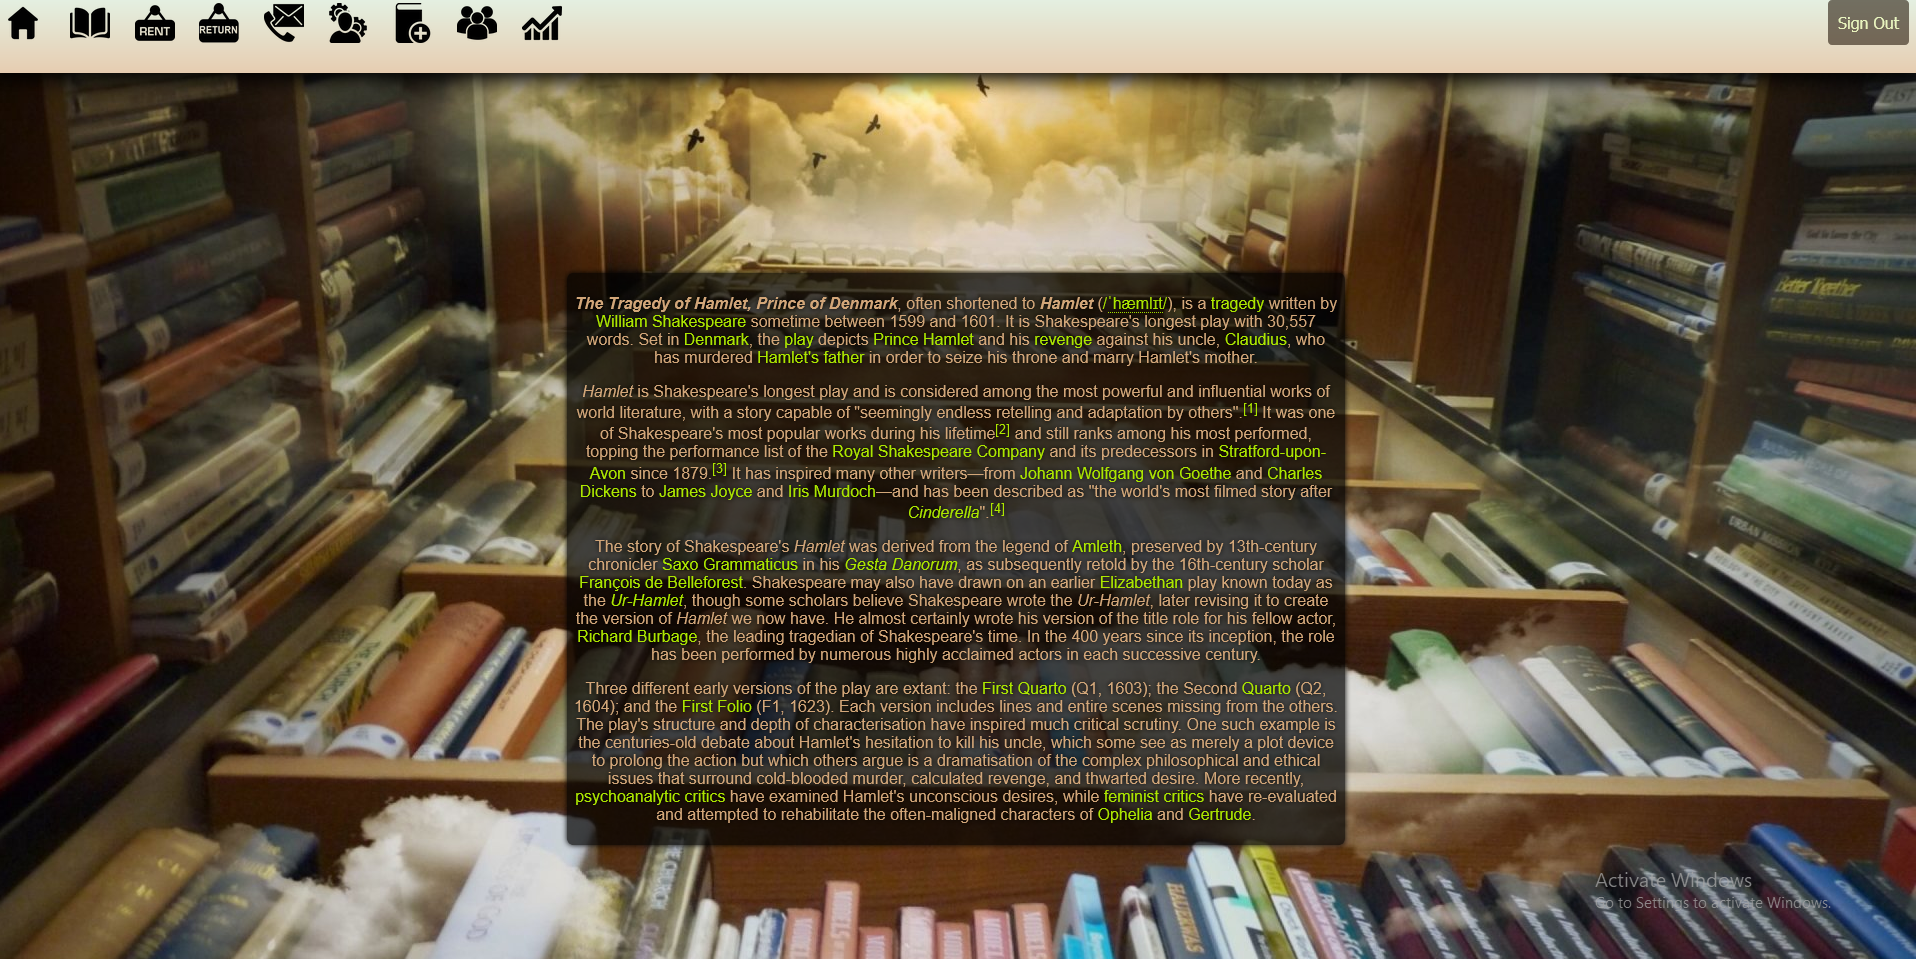 RENT
RETURN
Sign Out
The Tragedy of Hamlet, Prince of Denmark, often shortened to Hamlet (/ˈhæmlɪt/), is a tragedy written by
William Shakespeare sometime between 1599 and 1601. It is Shakespeare's longest play with 30,557
words. Set in Denmark, the play depicts Prince Hamlet and his revenge against his uncle, Claudius, who
has murdered Hamlet's father in order to seize his throne and marry Hamlet's mother.
Hamlet is Shakespeare's longest play and is considered among the most powerful and influential works of
world literature, with a story capable of "seemingly endless retelling and adaptation by others".[1] It was one
of Shakespeare's most popular works during his lifetime[2] and still ranks among his most performed,
topping the performance list of the Royal Shakespeare Company and its predecessors in Stratford-upon-
Avon since 1879.[3] It has inspired many other writers—from Johann Wolfgang von Goethe and Charles
Dickens to James Joyce and Iris Murdoch—and has been described as "the world's most filmed story after
Cinderella".[4]
The story of Shakespeare's Hamlet was derived from the legend of Amleth, preserved by 13th-century
chronicler Saxo Grammaticus in his Gesta Danorum, as subsequently retold by the 16th-century scholar
François de Belleforest. Shakespeare may also have drawn on an earlier Elizabethan play known today as
the Ur-Hamlet, though some scholars believe Shakespeare wrote the Ur-Hamlet, later revising it to create
the version of Hamlet we now have. He almost certainly wrote his version of the title role for his fellow actor,
Richard Burbage, the leading tragedian of Shakespeare's time. In the 400 years since its inception, the role
has been performed by numerous highly acclaimed actors in each successive century.
Three different early versions of the play are extant: the First Quarto (Q1, 1603); the Second Quarto (Q2,
1604); and the First Folio (F1, 1623). Each version includes lines and entire scenes missing from the others.
The play's structure and depth of characterisation have inspired much critical scrutiny. One such example is
the centuries-old debate about Hamlet's hesitation to kill his uncle, which some see as merely a plot device
to prolong the action but which others argue is a dramatisation of the complex philosophical and ethical
issues that surround cold-blooded murder, calculated revenge, and thwarted desire. More recently,
psychoanalytic critics have examined Hamlet's unconscious desires, while feminist critics have re-evaluated
and attempted to rehabilitate the often-maligned characters of Ophelia and Gertrude.
Better Together
URBAN MISSION
Activate Windows
Go to Settings to activate Windows.